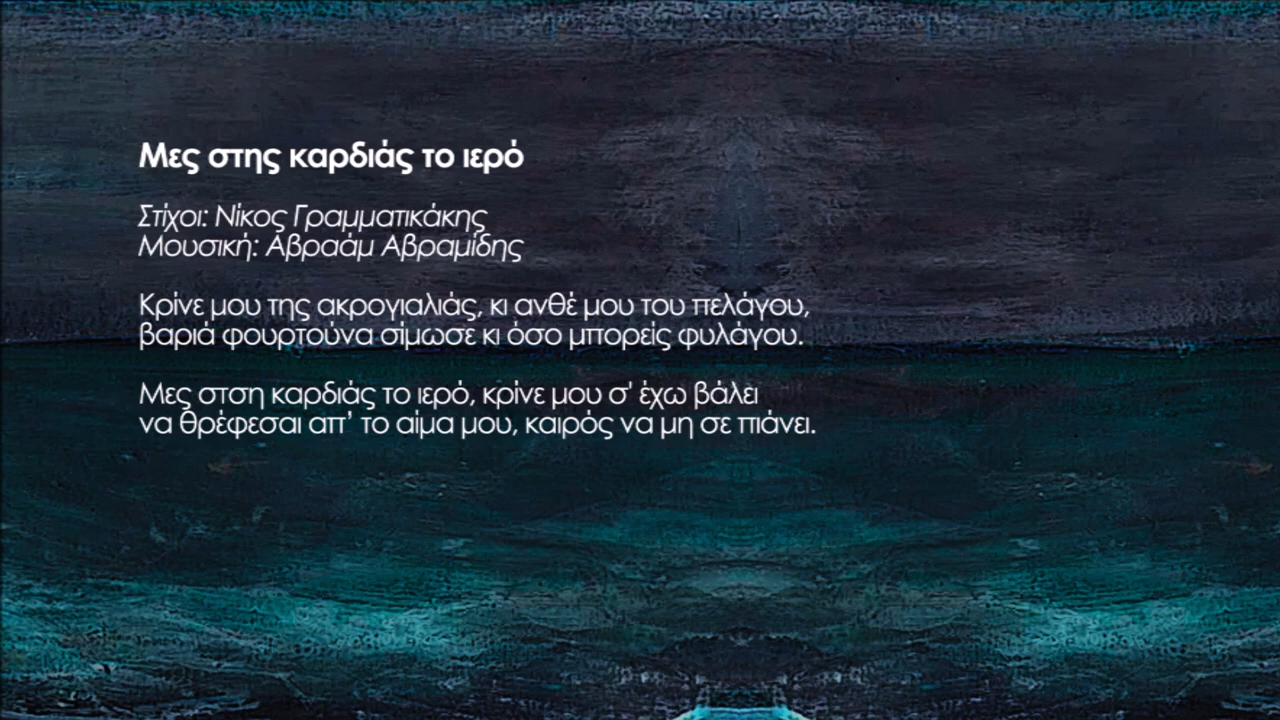 Μες στης καρδιάς το ιερό
Στίχοι: Νίκος Γραμματικάκης
Μουσική: Αβραάμ Αβραμίδης
Κρίνε μου της ακρογιαλιάς, κι ανθέ μου του πελάγου,
βαριά φουρτούνα σίμωσε κι όσο μπορείς φυλάγου.
Μες στση καρδιάς το ιερό, κρίνε μου σ' έχω βάλει
να θρέφεσαι απ’ το αίμα μου, καιρός να μη σε πιάνει.